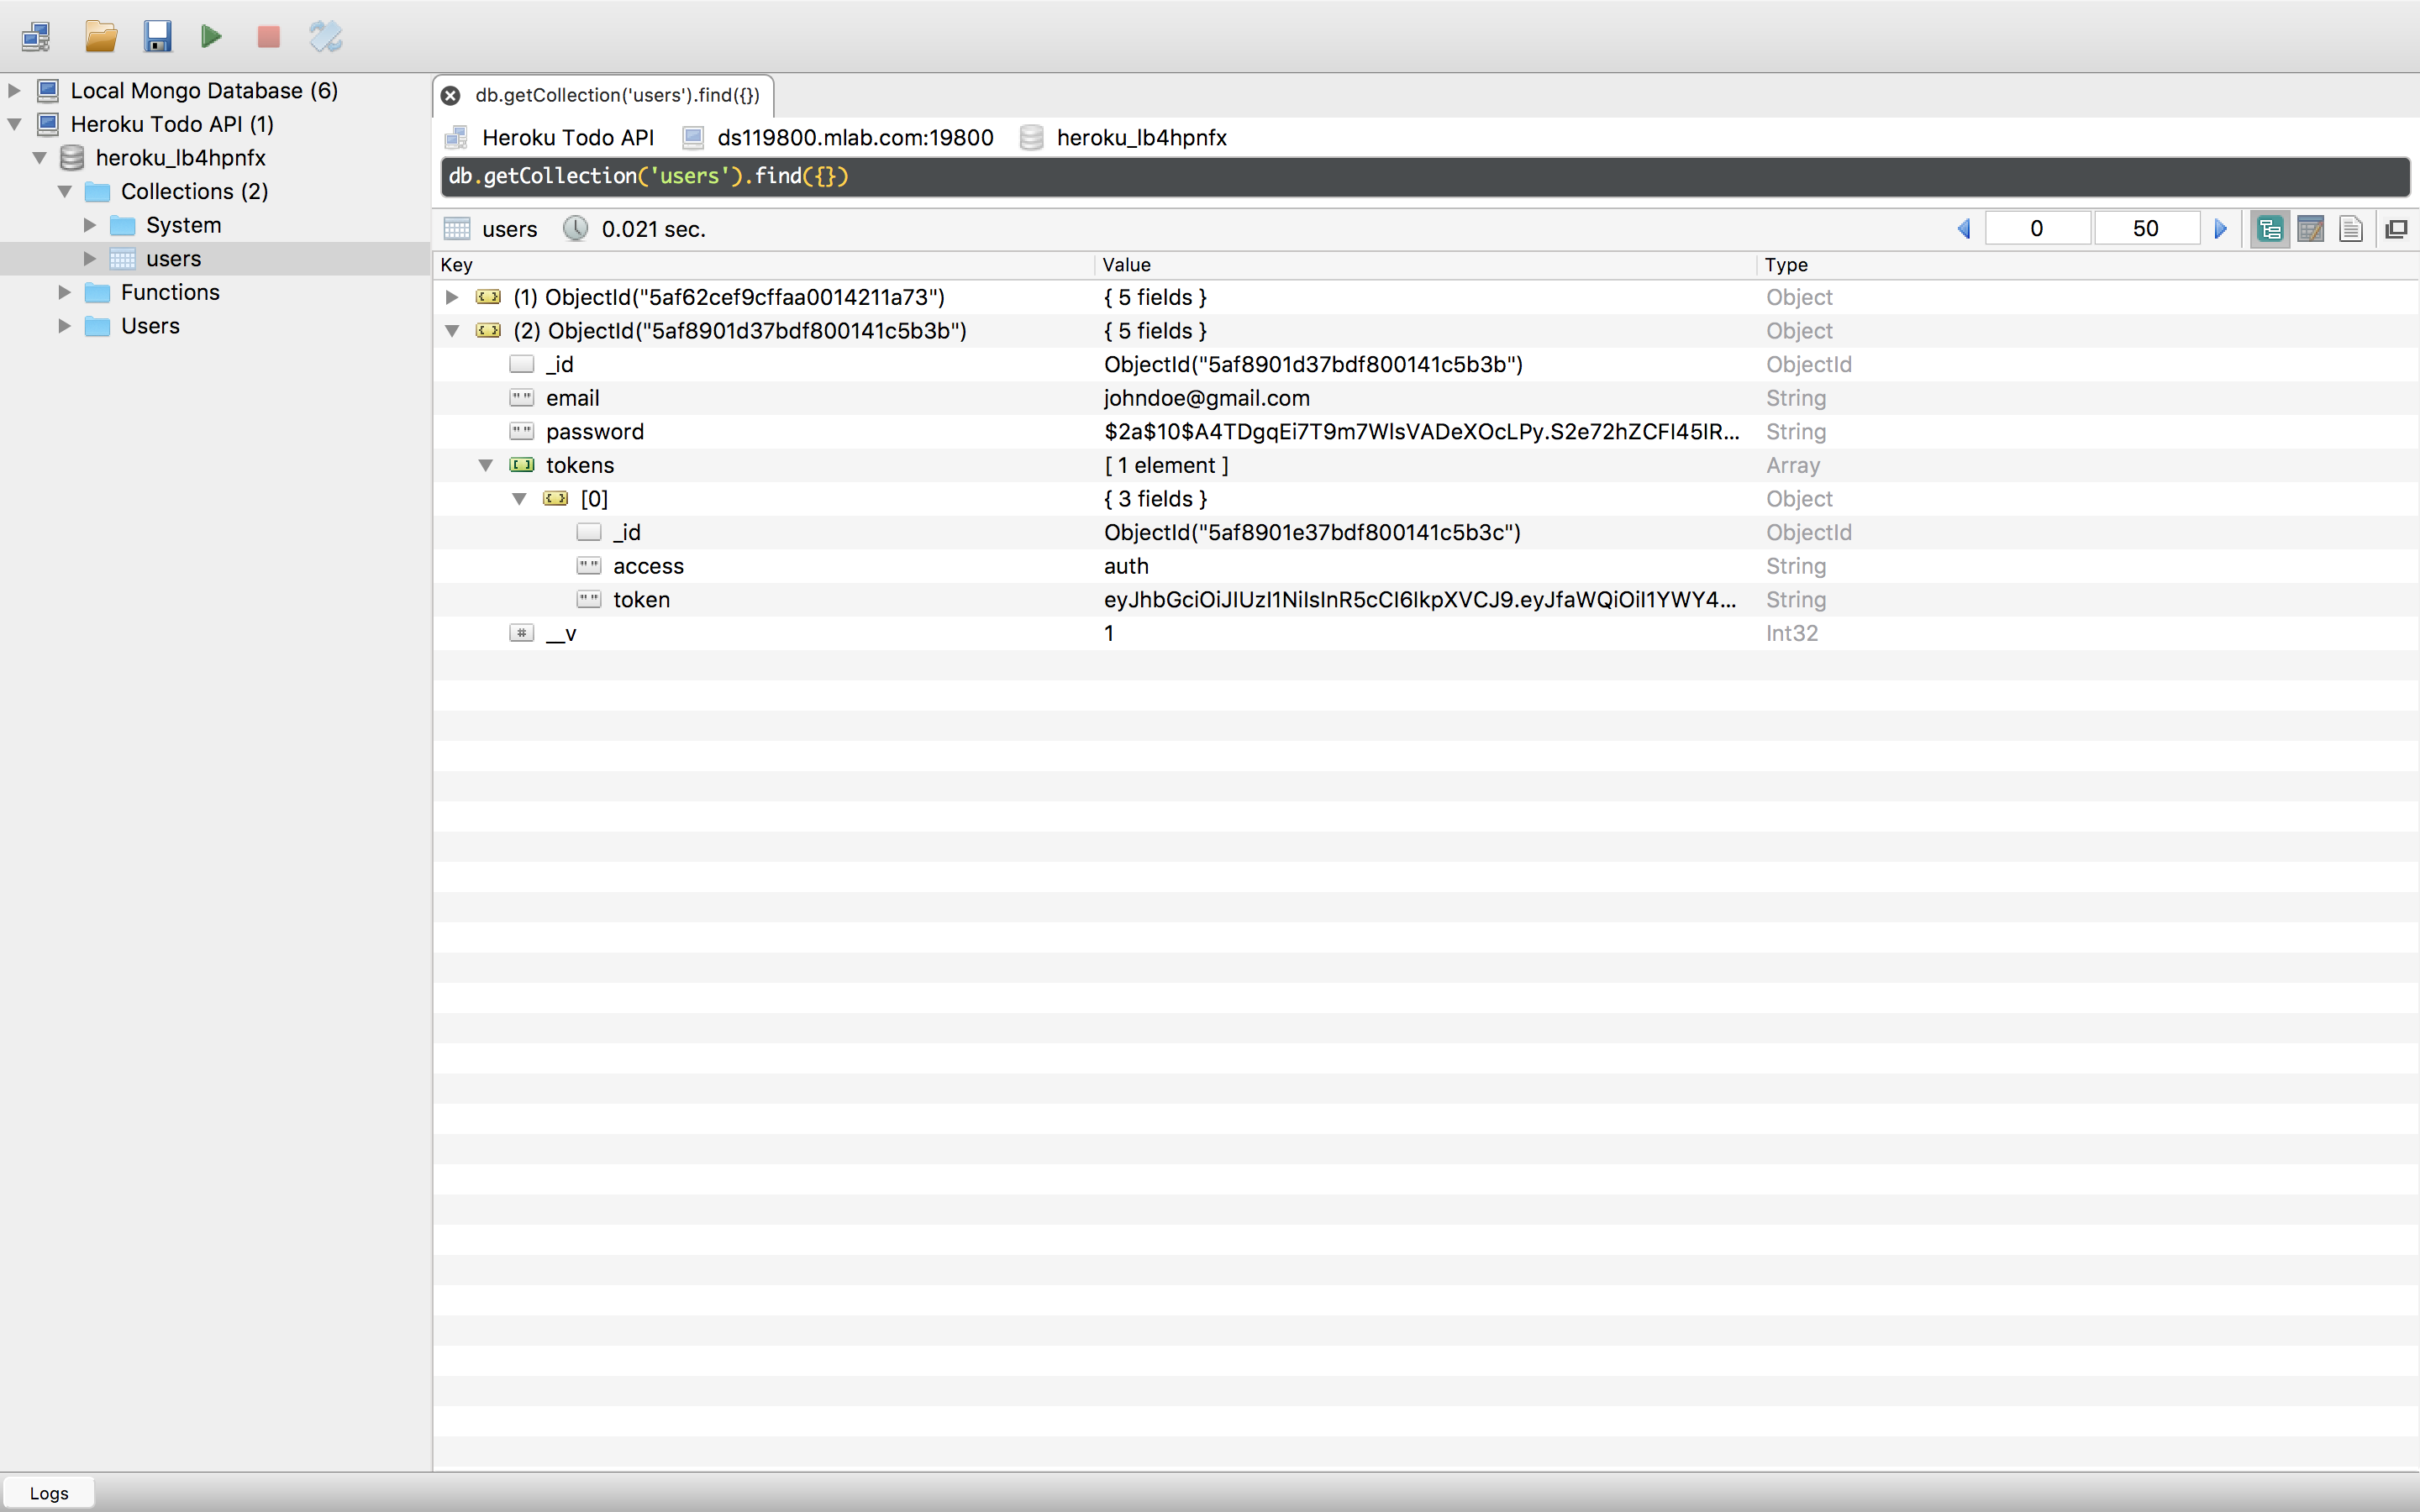 Local Mongo Database (6)
Heroku Todo API (1)
heroku_lb4hpnfx
Collections (2)
System
users
Functions
Users
db.getCollection('users').find({})
Heroku Todo API ds119800.mlab.com:19800 heroku_lb4hpnfx
db.getCollection('users').find({})
users 0.021 sec. 0 50
Key Value Type
(1) ObjectId("5af62cef9cffaa0014211a73") { 5 fields } Object
(2) ObjectId("5af8901d37bdf800141c5b3b") { 5 fields } Object
_id ObjectId("5af8901d37bdf800141c5b3b") ObjectId
email johndoe@gmail.com String
password $2a$10$A4TDgqEi7T9m7WlsVADeXOcLPy.S2e72hZCFI45IR... String
tokens [ 1 element ] Array
[0] { 3 fields } Object
_id ObjectId("5af8901e37bdf800141c5b3c") ObjectId
access auth String
token eyJhbGciOiJIUzI1NiIsInR5cCI6IkpXVCJ9.eyJfaWQiOiI1YWY4... String
__v 1 Int32
Logs